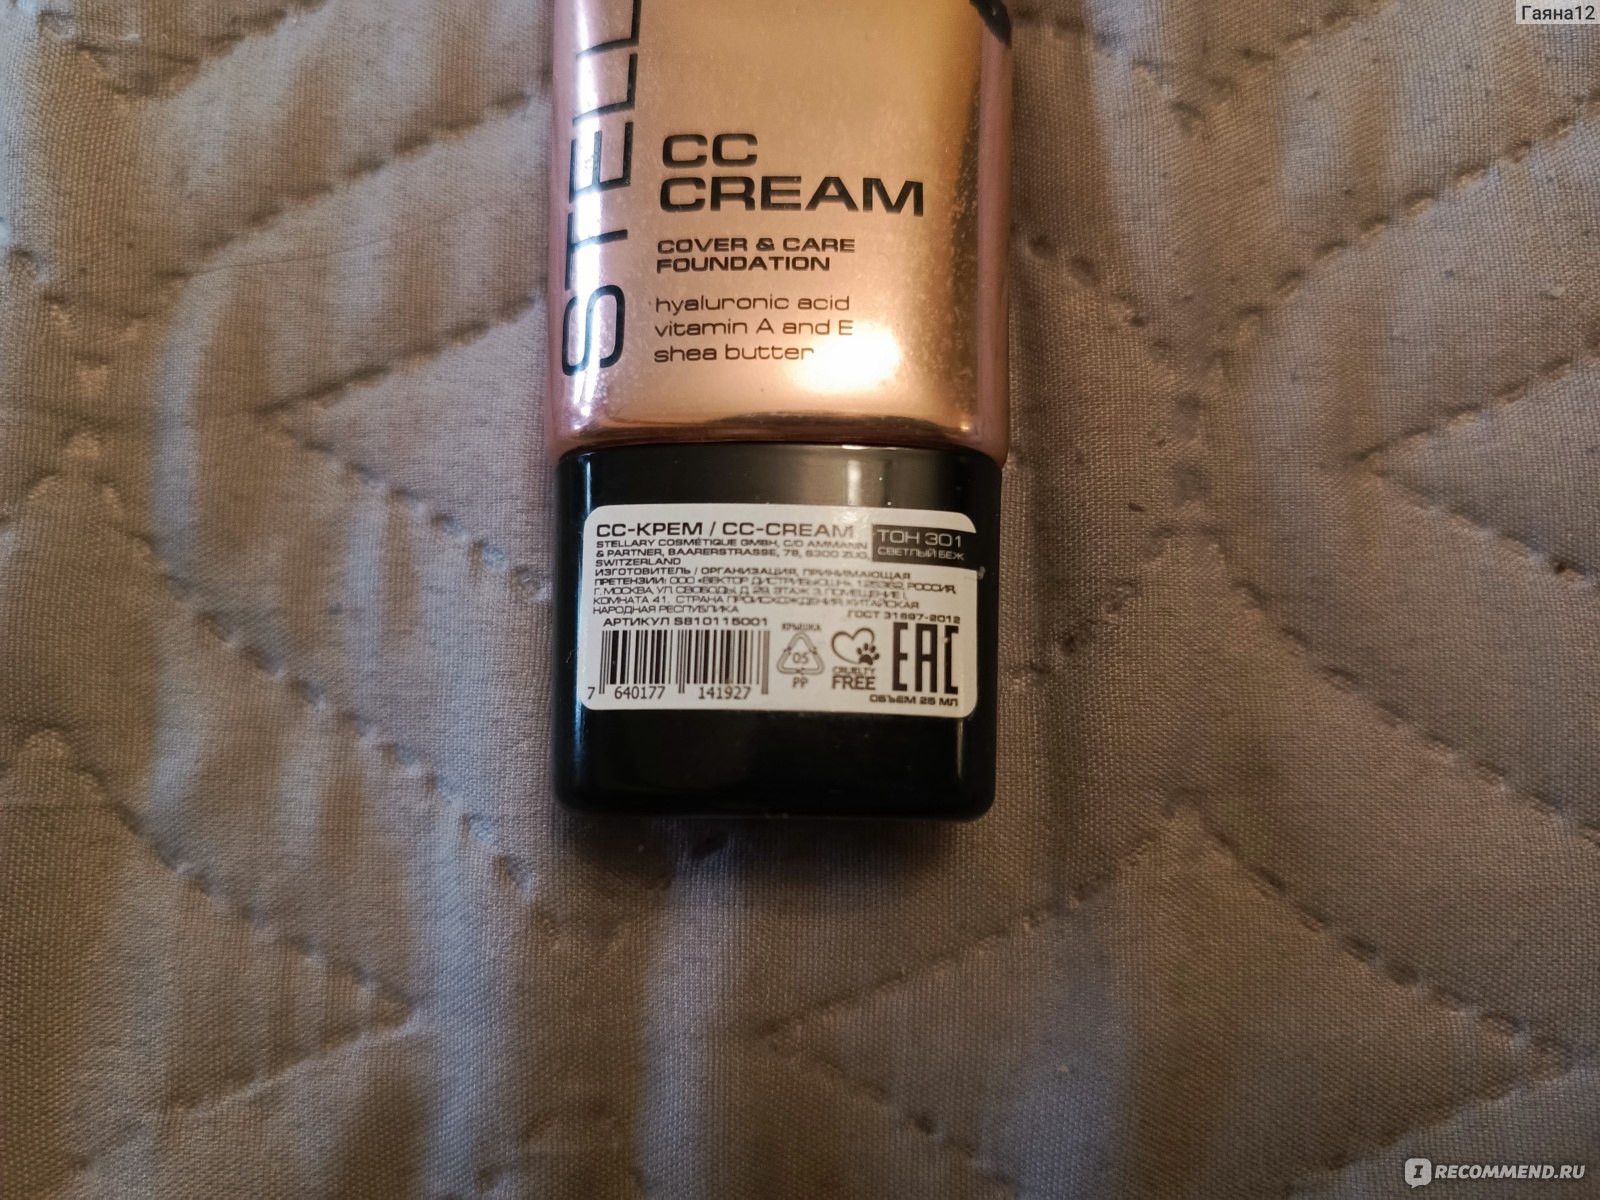 Гаяна12
STELL
CC
CREAM
COVER & CARE
FOUNDATION
hyaluronic acid
vitamin A and E
shea butter
СС-КРЕМ / CC-CREAM
ТОН 301
СВЕТЛЫЙ БЕЖ
STELLARY COSMÉTIQUE GMBH, C/O AMMANN
& PARTNER, BAARERSTRASSE, 78, 6300 ZUG,
SWITZERLAND
ИЗГОТОВИТЕЛЬ / ОРГАНИЗАЦИЯ, ПРИНИМАЮЩАЯ
ПРЕТЕНЗИИ: ООО «ВЕКТОР ДИСТРИБЬЮШН», 125362, РОССИЯ,
Г. МОСКВА, УЛ. СВОБОДЫ, Д. 29, ЭТАЖ 3, ПОМЕЩЕНИЕ I,
КОМНАТА 41. СТРАНА ПРОИСХОЖДЕНИЯ: КИТАЙСКАЯ
НАРОДНАЯ РЕСПУБЛИКА
ГОСТ 31697-2012
АРТИКУЛ S810115001
7 640177 141927
КРЫШКА
05
PP
CRUELTY
FREE
EAC
ОБЪЕМ 25 МЛ
IRECOMMEND.RU